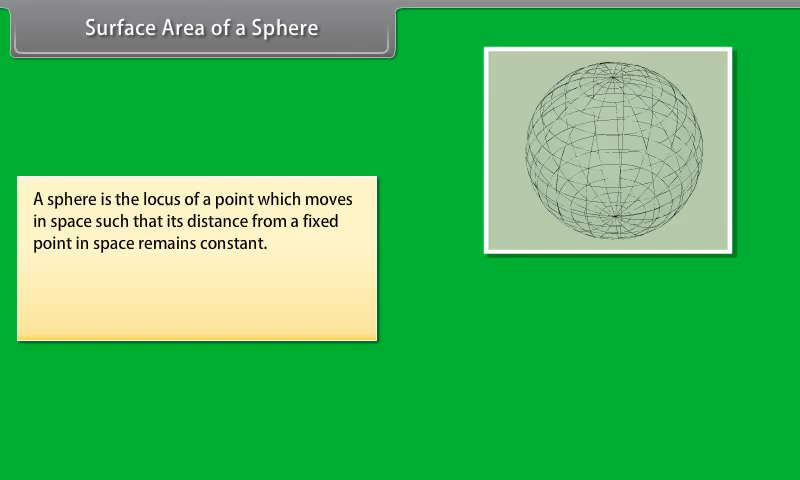 Surface Area of a Sphere
A sphere is the locus of a point which moves
in space such that its distance from a fixed
point in space remains constant.